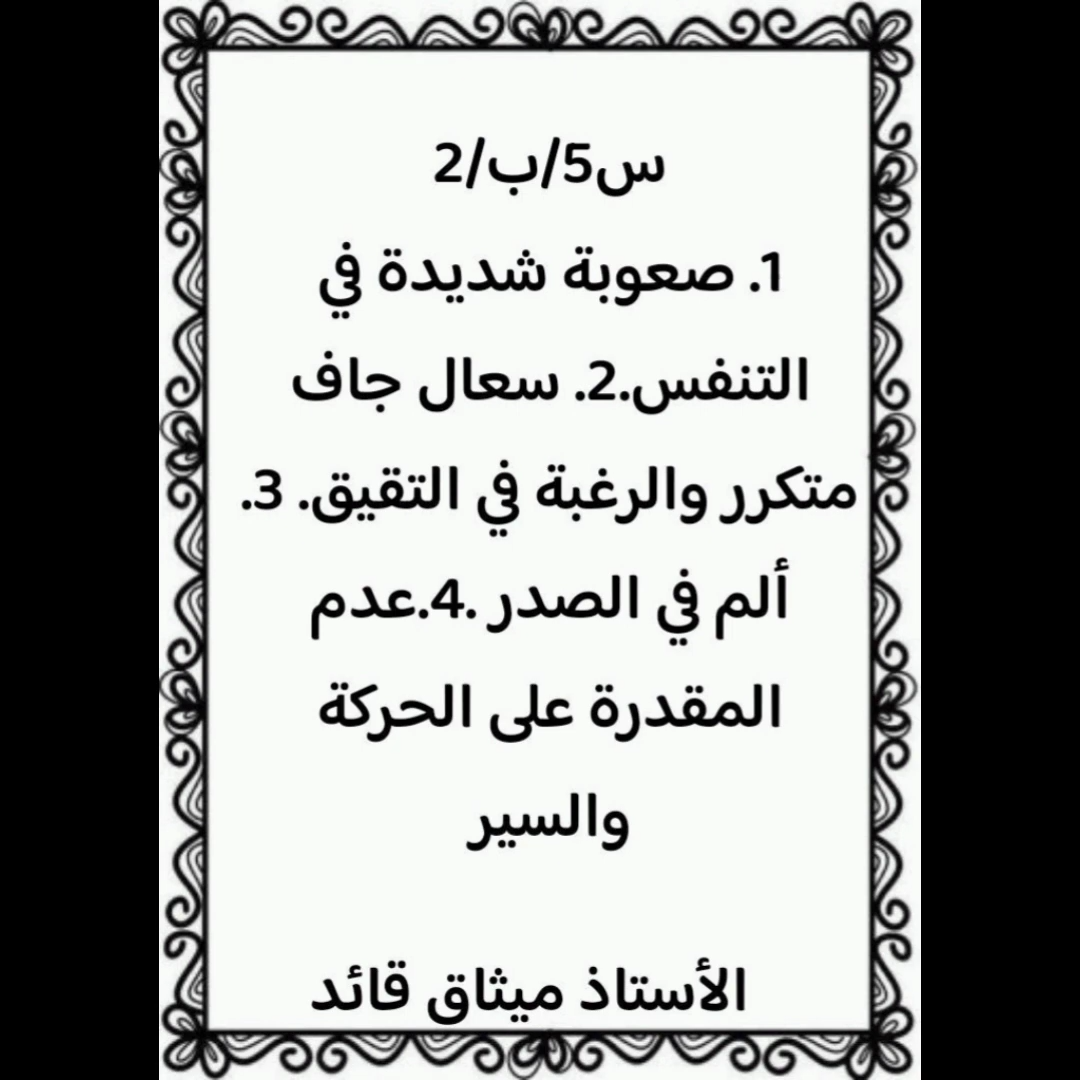 س5/ب/2
1. صعوبة شديدة في
التنفس.2. سعال جاف
متكرر والرغبة في التقيق. 3.
ألم في الصدر .4.عدم
المقدرة على الحركة
والسير
الأستاذ ميثاق قائد